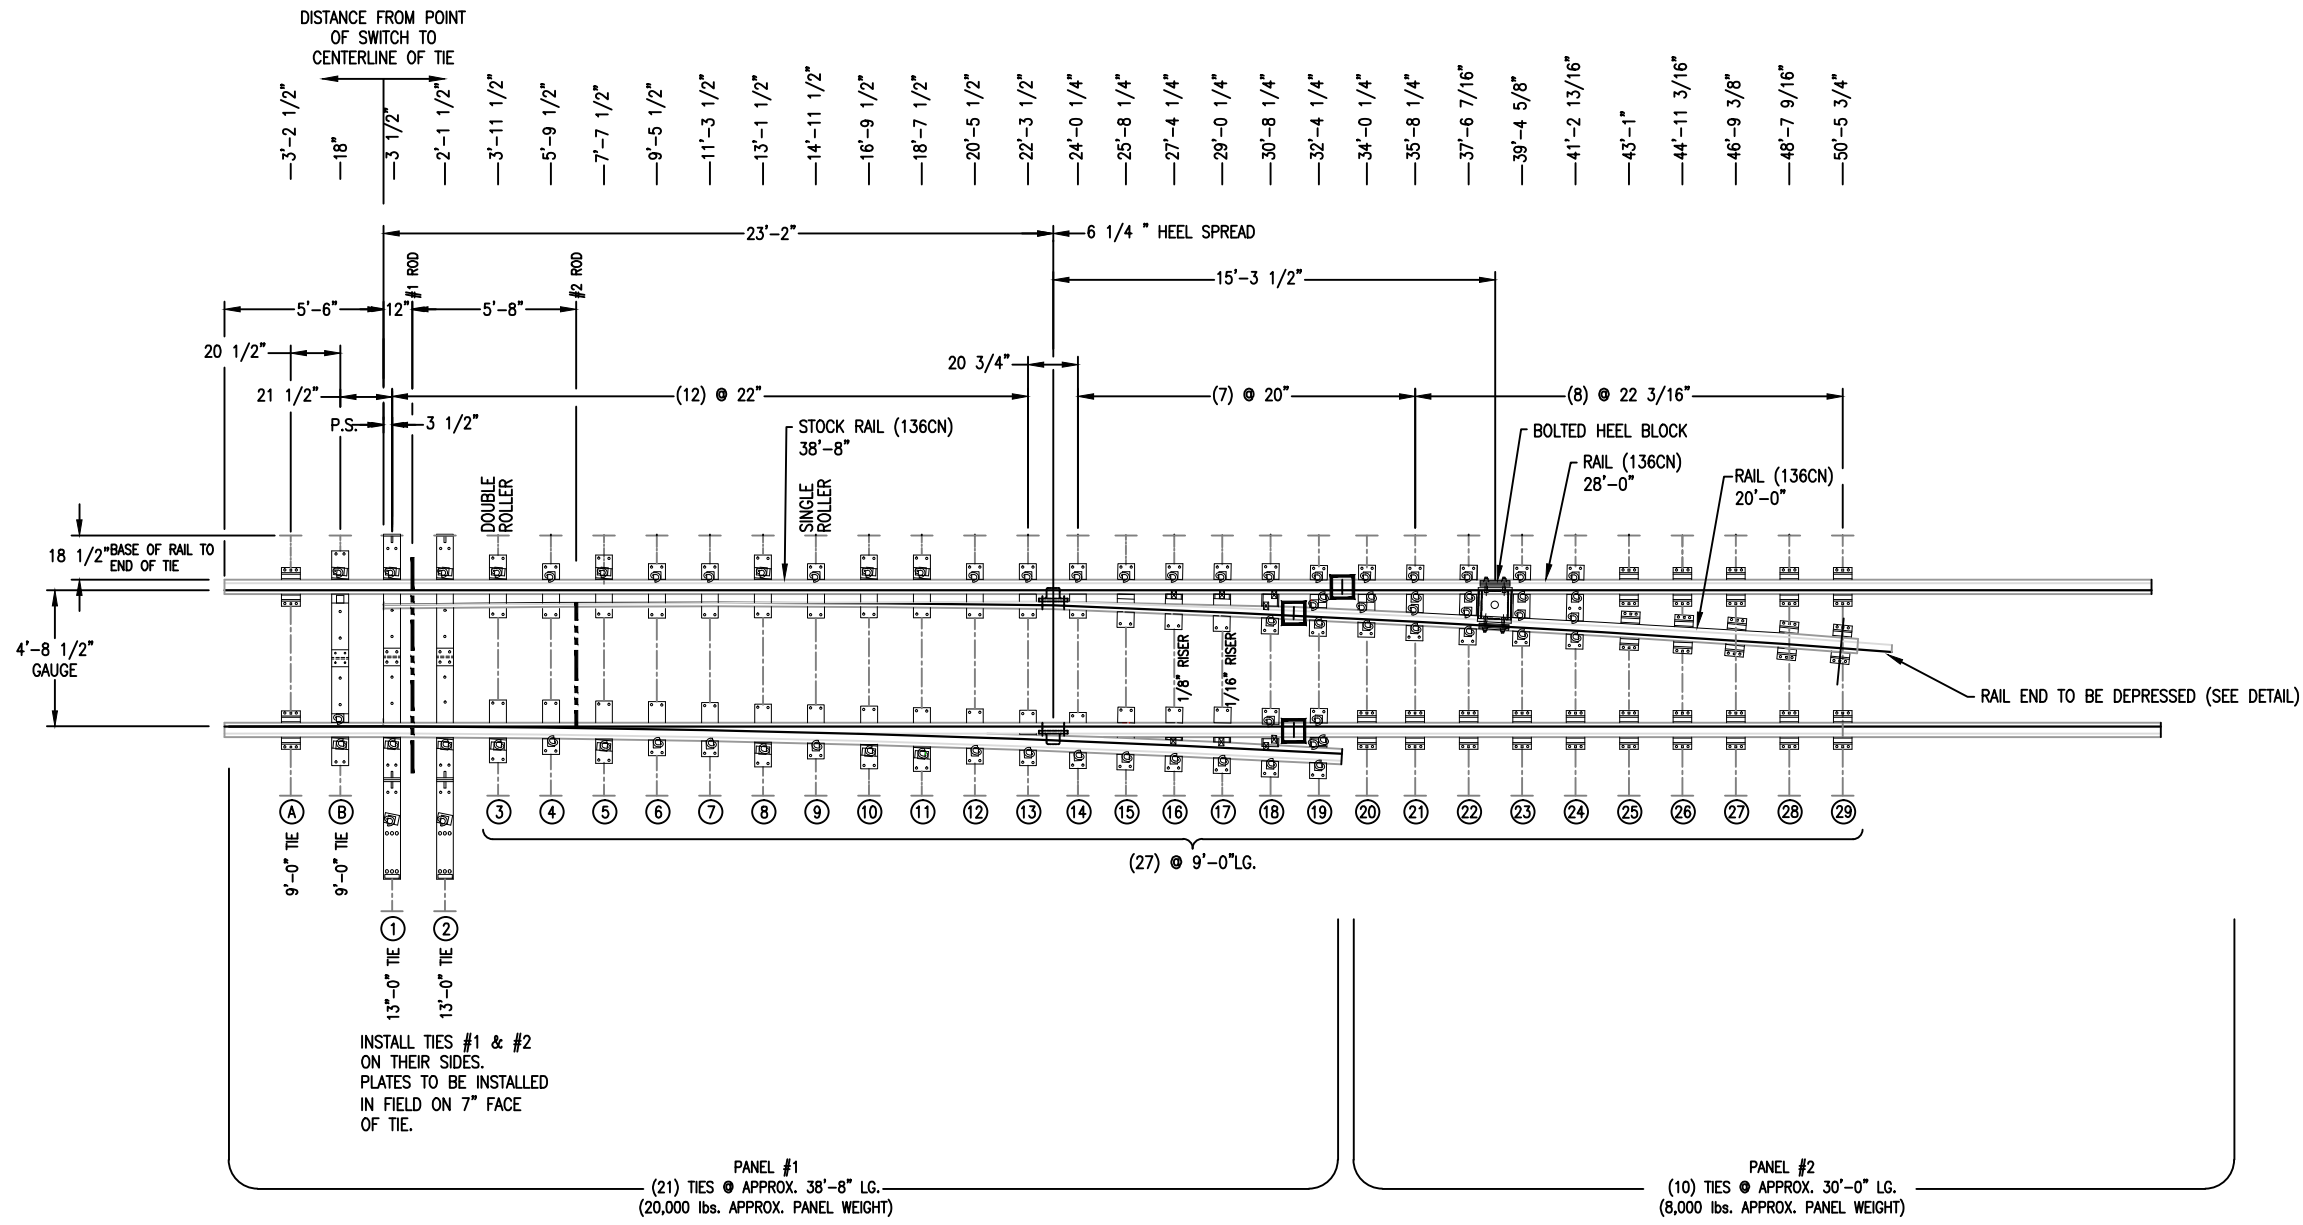 DISTANCE FROM POINT
OF SWITCH TO
CENTERLINE OF TIE
3'-2 1/2"
18"
3 1/2"
2'-1 1/2"
3'-11 1/2"
5'-9 1/2"
7'-7 1/2"
9'-5 1/2"
11'-3 1/2"
13'-1 1/2"
14'-11 1/2"
16'-9 1/2"
18'-7 1/2"
20'-5 1/2"
22'-3 1/2"
24'-0 1/4"
25'-8 1/4"
27'-4 1/4"
29'-0 1/4"
30'-8 1/4"
32'-4 1/4"
34'-0 1/4"
35'-8 1/4"
37'-6 7/16"
39'-4 5/8"
41'-2 13/16"
43'-1"
44'-11 3/16"
46'-9 3/8"
48'-7 9/16"
50'-5 3/4"
23'-2"
6 1/4 " HEEL SPREAD
15'-3 1/2"
#1 ROD
#2 ROD
5'-6"
12"
5'-8"
20 1/2"
20 3/4"
21 1/2"
(12) @ 22"
(7) @ 20"
(8) @ 22 3/16"
P.S.
3 1/2"
STOCK RAIL (136CN)
38'-8"
BOLTED HEEL BLOCK
RAIL (136CN)
28'-0"
RAIL (136CN)
20'-0"
DOUBLE
ROLLER
SINGLE
ROLLER
18 1/2"
BASE OF RAIL TO
END OF TIE
4'-8 1/2"
GAUGE
1/8" RISER
1/16" RISER
RAIL END TO BE DEPRESSED (SEE DETAIL)
A
B
3
4
5
6
7
8
9
10
11
12
13
14
15
16
17
18
19
20
21
22
23
24
25
26
27
28
29
9'-0" TIE
9'-0" TIE
(27) @ 9'-0"LG.
1
2
13"-0" TIE
13'-0" TIE
INSTALL TIES #1 & #2
ON THEIR SIDES.
PLATES TO BE INSTALLED
IN FIELD ON 7" FACE
OF TIE.
PANEL #1
(21) TIES @ APPROX. 38'-8" LG.
(20,000 lbs. APPROX. PANEL WEIGHT)
PANEL #2
(10) TIES @ APPROX. 30'-0" LG.
(8,000 lbs. APPROX. PANEL WEIGHT)